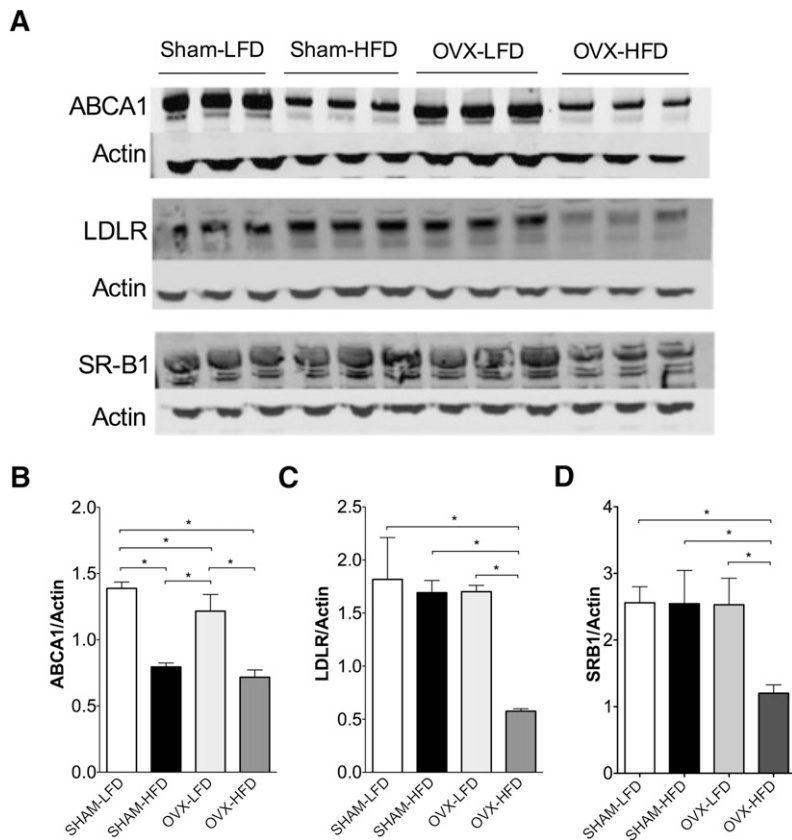 A
Sham-LFD Sham-HFD OVX-LFD OVX-HFD
ABCA1
Actin
LDLR
Actin
SR-B1
Actin
B
ABCA1/Actin
2.0
1.5
1.0
0.5
0.0
* * * * * *
SHAM-LFD SHAM-HFD OVX-LFD OVX-HFD
C
LDLR/Actin
2.5
2.0
1.5
1.0
0.5
0.0
* * *
SHAM-LFD SHAM-HFD OVX-LFD OVX-HFD
D
SRB1/Actin
4
3
2
1
0
* * *
SHAM-LFD SHAM-HFD OVX-LFD OVX-HFD